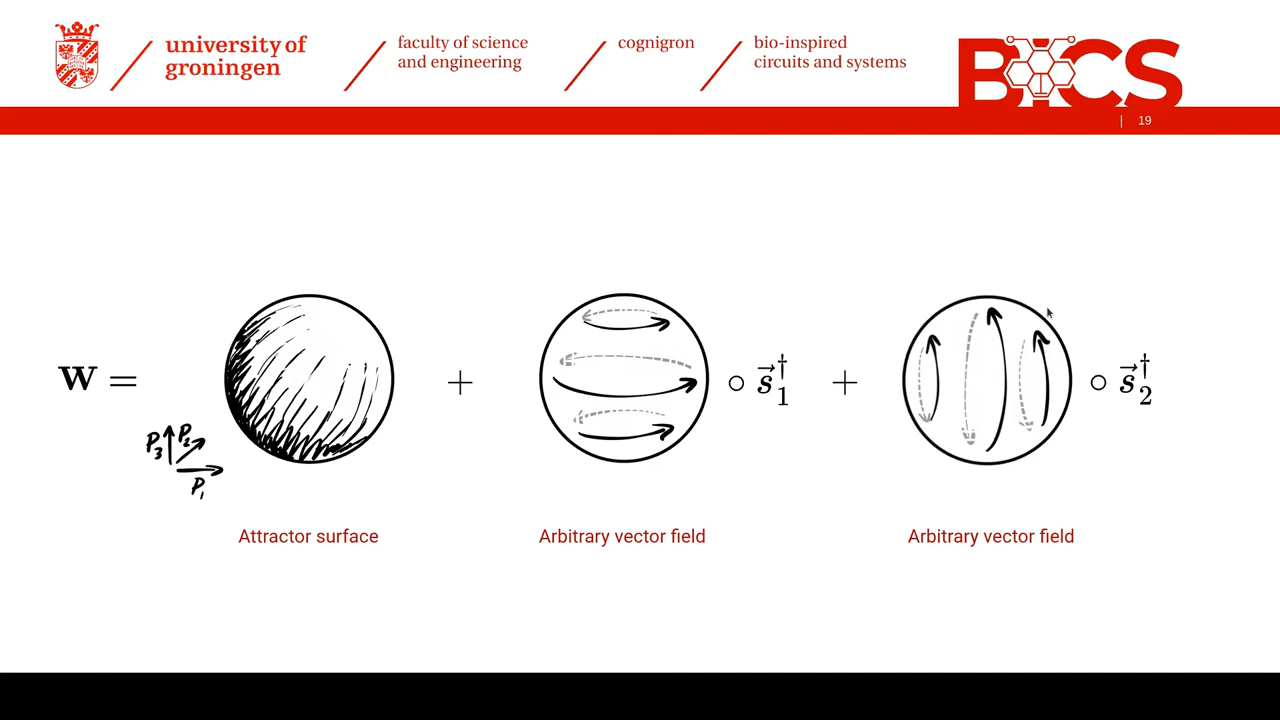 university of
groningen
faculty of science
and engineering
cognigron
bio-inspired
circuits and systems
BICS
| 19
W = + ∘ s⃗₁† + ∘ s⃗₂†
P₃ P₂
P₁
Attractor surface
Arbitrary vector field
Arbitrary vector field